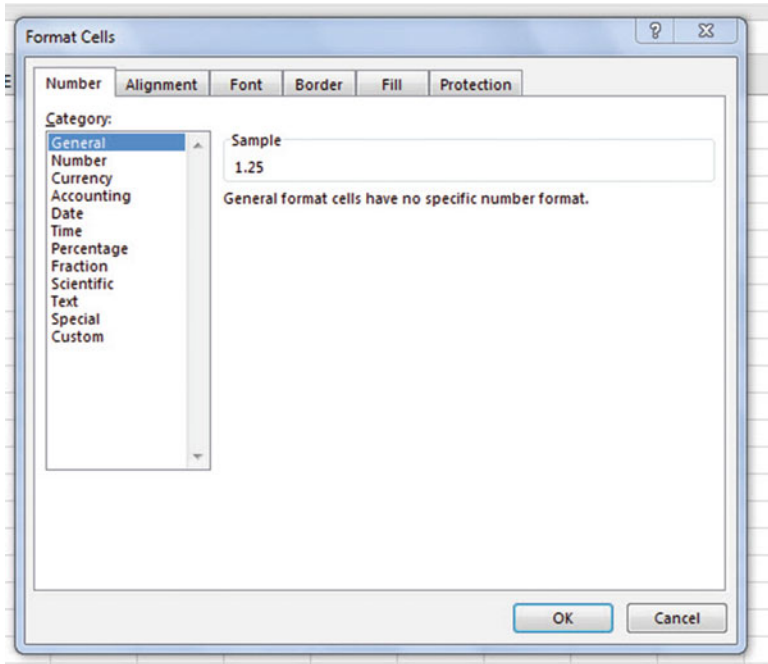 Format Cells
E
Number Alignment Font Border Fill Protection
Category:
General
Number
Currency
Accounting
Date
Time
Percentage
Fraction
Scientific
Text
Special
Custom
Sample
1.25
General format cells have no specific number format.
OK Cancel